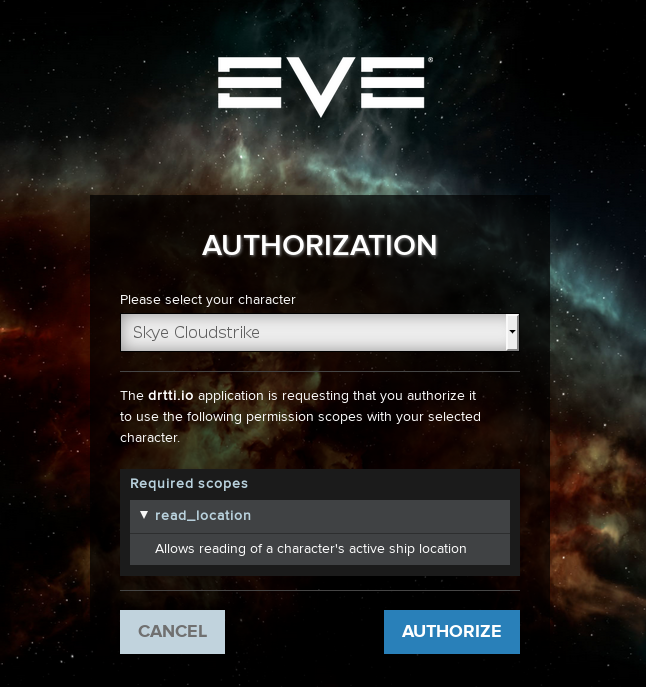 EVE®
AUTHORIZATION
Please select your character
Skye Cloudstrike
The drtti.io application is requesting that you authorize it
to use the following permission scopes with your selected
character.
Required scopes
read_location
Allows reading of a character's active ship location
CANCEL
AUTHORIZE